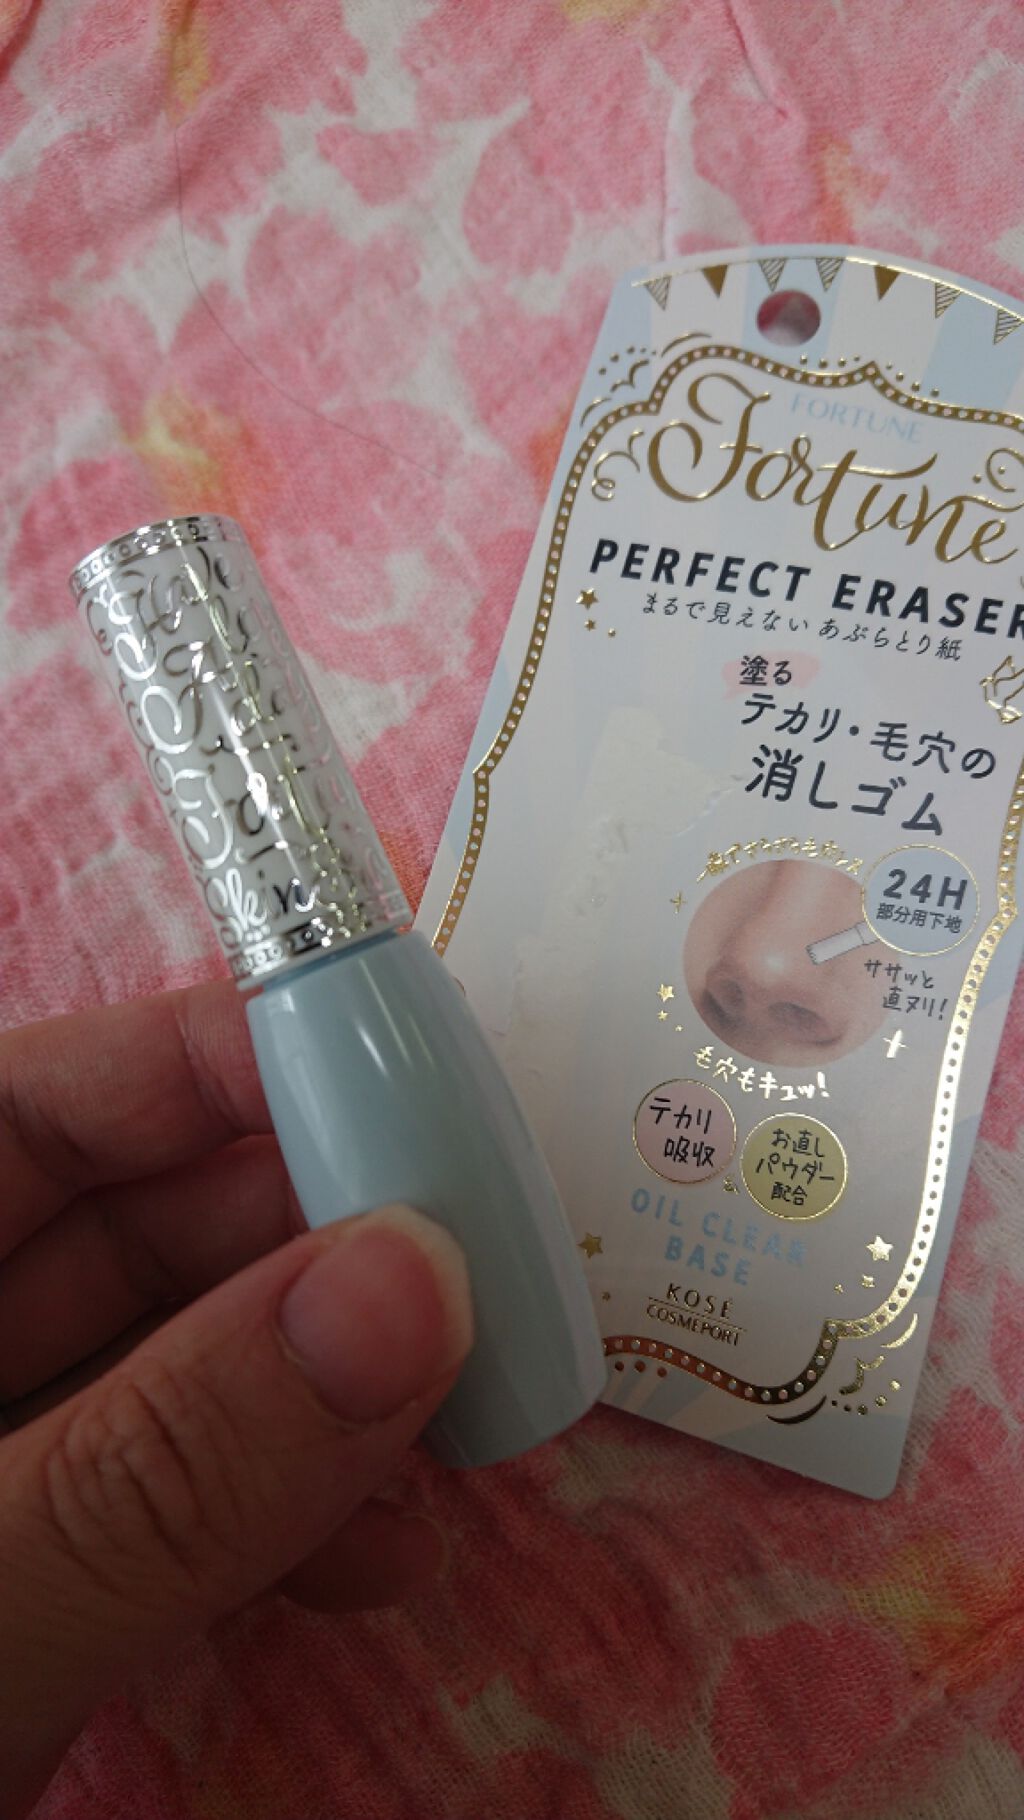 FORTUNE
Fortune
PERFECT ERASER
まるで見えない あぶらとり紙
塗る
テカリ・毛穴の
消しゴム
24H
部分用下地
ササッと
直ヌリ!
毛穴もキュッ!
テカリ
吸収
&
お直し
パウダー
配合
OIL CLEAR
BASE
KOSÉ
COSMEPORT
Skin